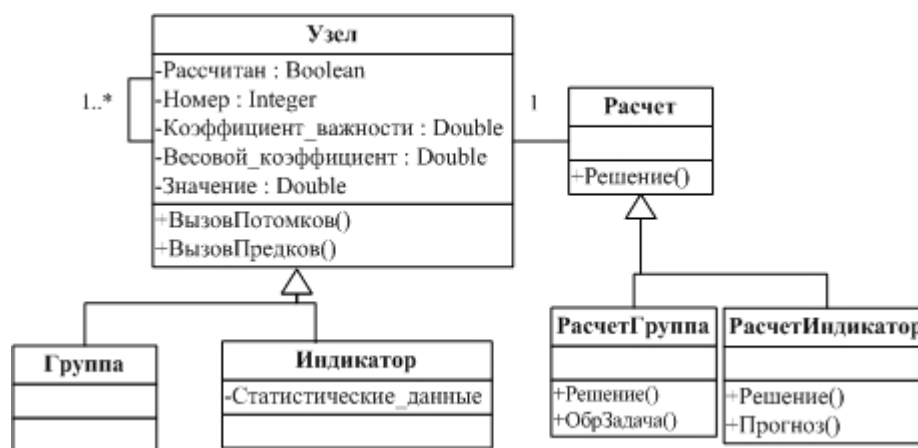 Узел
-Рассчитан : Boolean
-Номер : Integer
-Коэффициент_важности : Double
-Весовой_коэффициент : Double
-Значение : Double
+ВызовПотомков()
+ВызовПредков()
1..*
1
Расчет
+Решение()
Группа
Индикатор
-Статистические_данные
РасчетГруппа
+Решение()
+ОбрЗадача()
РасчетИндикатор
+Решение()
+Прогноз()